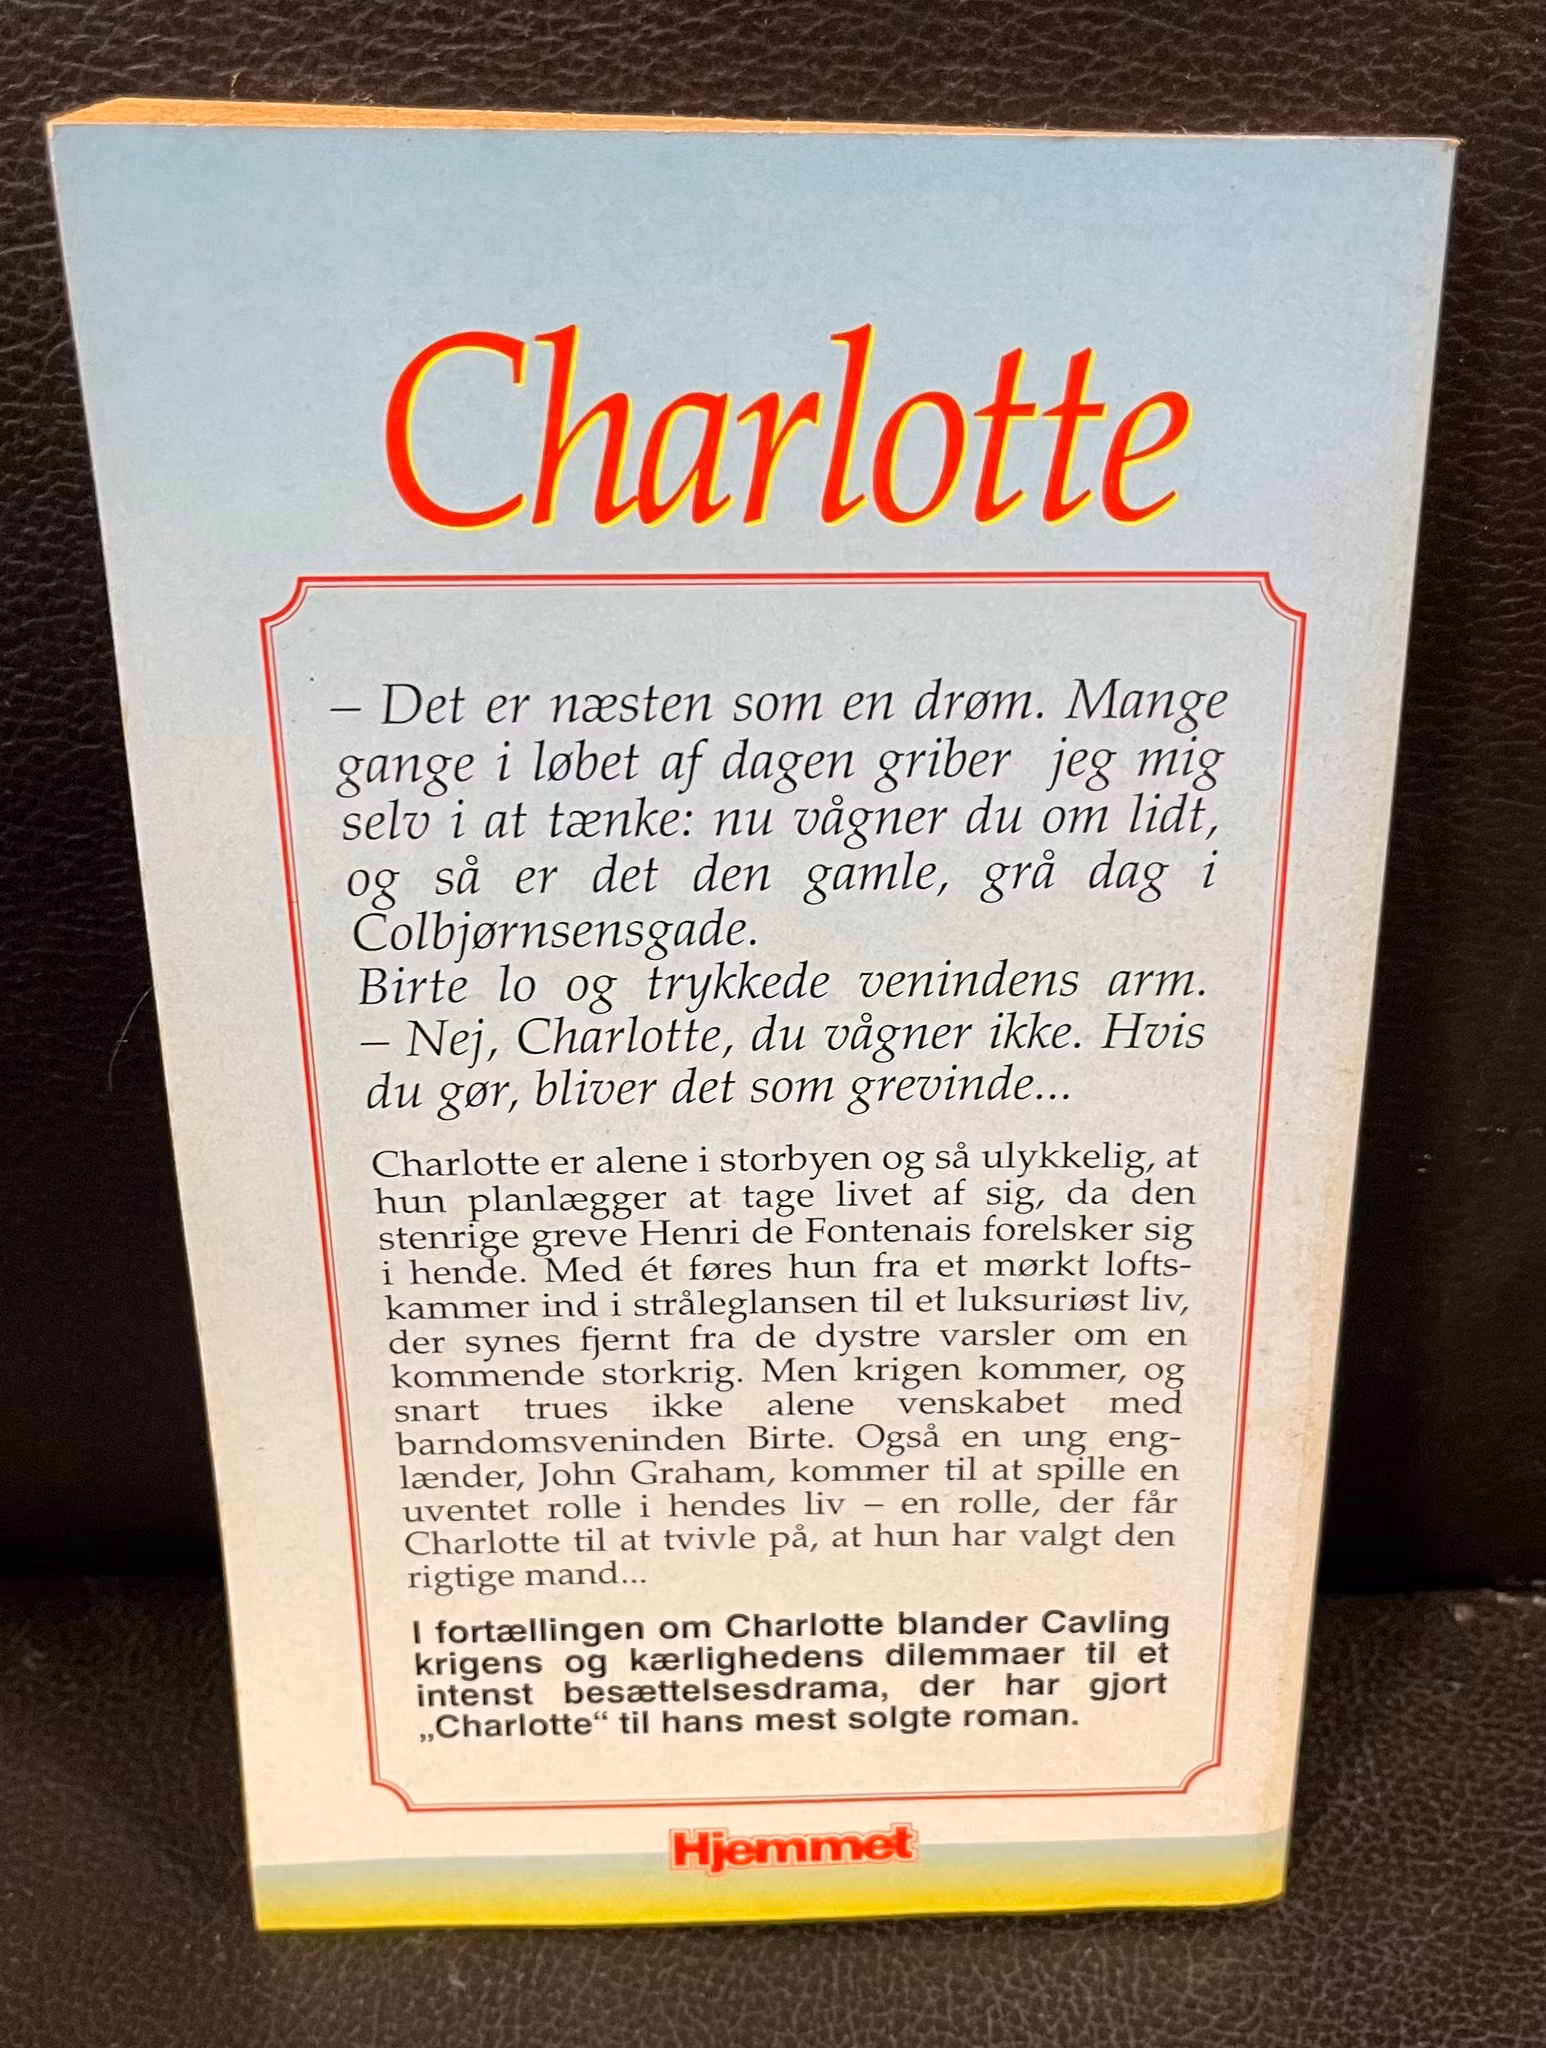 Charlotte
– Det er næsten som en drøm. Mange
gange i løbet af dagen griber jeg mig
selv i at tænke: nu vågner du om lidt,
og så er det den gamle, grå dag i
Colbjørnsensgade.
Birte lo og trykkede venindens arm.
– Nej, Charlotte, du vågner ikke. Hvis
du gør, bliver det som grevinde...
Charlotte er alene i storbyen og så ulykkelig, at
hun planlægger at tage livet af sig, da den
stenrige greve Henri de Fontenais forelsker sig
i hende. Med ét føres hun fra et mørkt lofts-
kammer ind i stråleglansen til et luksuriøst liv,
der synes fjernt fra de dystre varsler om en
kommende storkrig. Men krigen kommer, og
snart trues ikke alene venskabet med
barndomsveninden Birte. Også en ung eng-
lænder, John Graham, kommer til at spille en
uventet rolle i hendes liv – en rolle, der får
Charlotte til at tvivle på, at hun har valgt den
rigtige mand...
I fortællingen om Charlotte blander Cavling
krigens og kærlighedens dilemmaer til et
intenst besættelsesdrama, der har gjort
„Charlotte“ til hans mest solgte roman.
Hjemmet